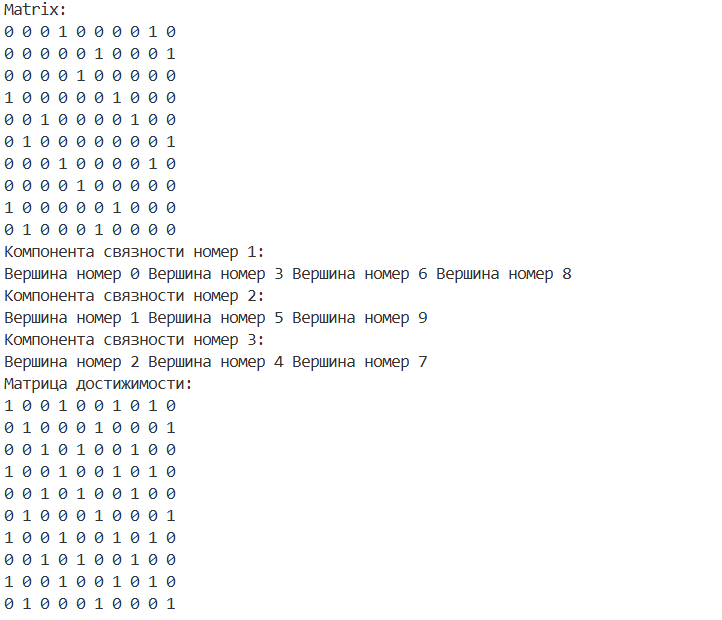 Matrix:
0 0 0 1 0 0 0 0 1 0
0 0 0 0 0 1 0 0 0 1
0 0 0 0 1 0 0 0 0 0
1 0 0 0 0 0 1 0 0 0
0 0 1 0 0 0 0 1 0 0
0 1 0 0 0 0 0 0 0 1
0 0 0 1 0 0 0 0 1 0
0 0 0 0 1 0 0 0 0 0
1 0 0 0 0 0 1 0 0 0
0 1 0 0 0 1 0 0 0 0
Компонента связности номер 1:
Вершина номер 0 Вершина номер 3 Вершина номер 6 Вершина номер 8
Компонента связности номер 2:
Вершина номер 1 Вершина номер 5 Вершина номер 9
Компонента связности номер 3:
Вершина номер 2 Вершина номер 4 Вершина номер 7
Матрица достижимости:
1 0 0 1 0 0 1 0 1 0
0 1 0 0 0 1 0 0 0 1
0 0 1 0 1 0 0 1 0 0
1 0 0 1 0 0 1 0 1 0
0 0 1 0 1 0 0 1 0 0
0 1 0 0 0 1 0 0 0 1
1 0 0 1 0 0 1 0 1 0
0 0 1 0 1 0 0 1 0 0
1 0 0 1 0 0 1 0 1 0
0 1 0 0 0 1 0 0 0 1